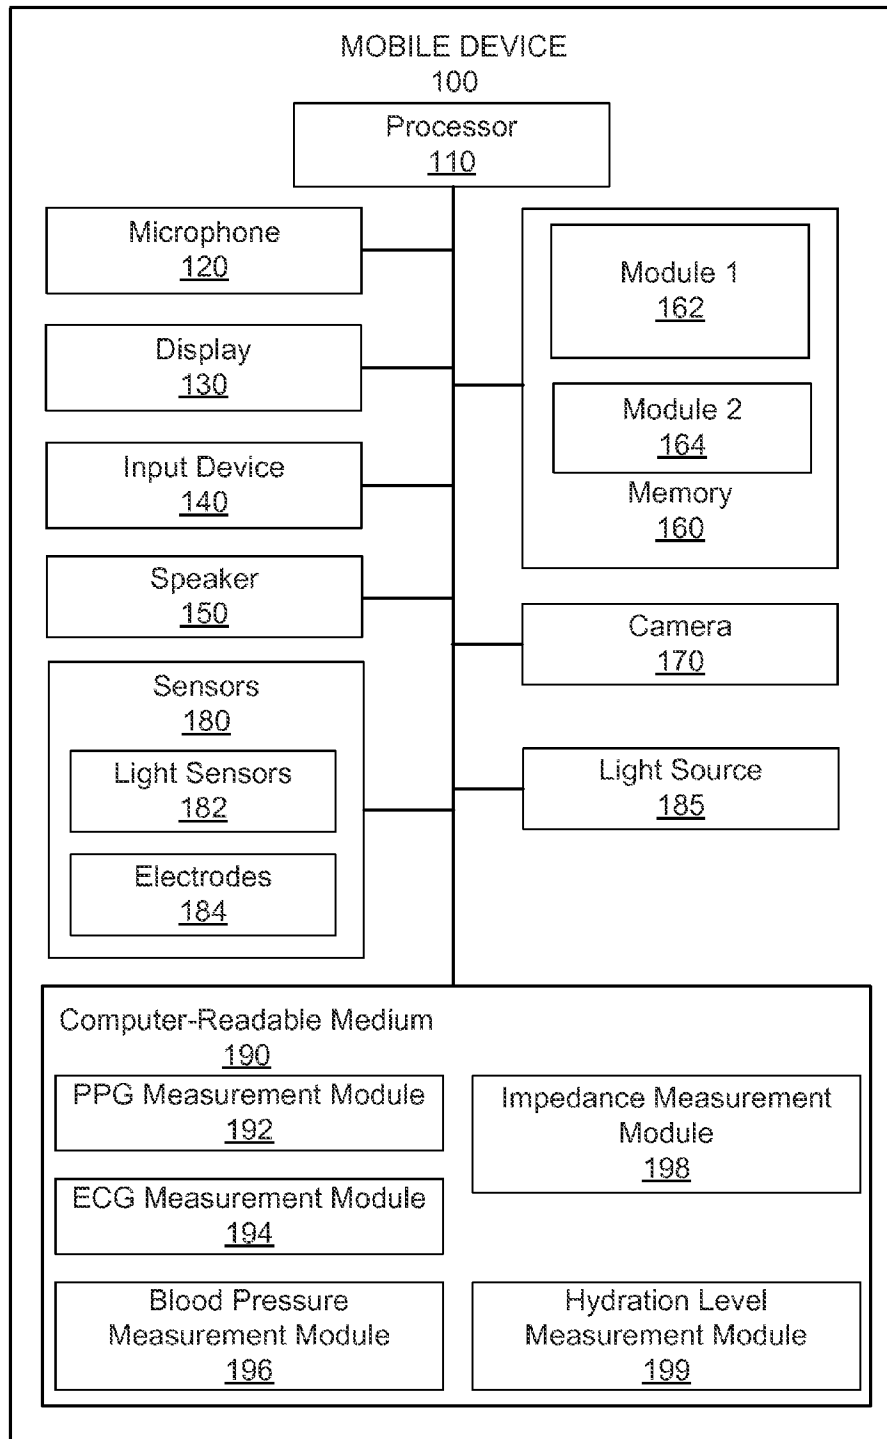 MOBILE DEVICE
100
Processor
110
Microphone
120
Display
130
Input Device
140
Speaker
150
Sensors
180
Light Sensors
182
Electrodes
184
Module 1
162
Module 2
164
Memory
160
Camera
170
Light Source
185
Computer-Readable Medium
190
PPG Measurement Module
192
ECG Measurement Module
194
Blood Pressure
Measurement Module
196
Impedance Measurement
Module
198
Hydration Level
Measurement Module
199